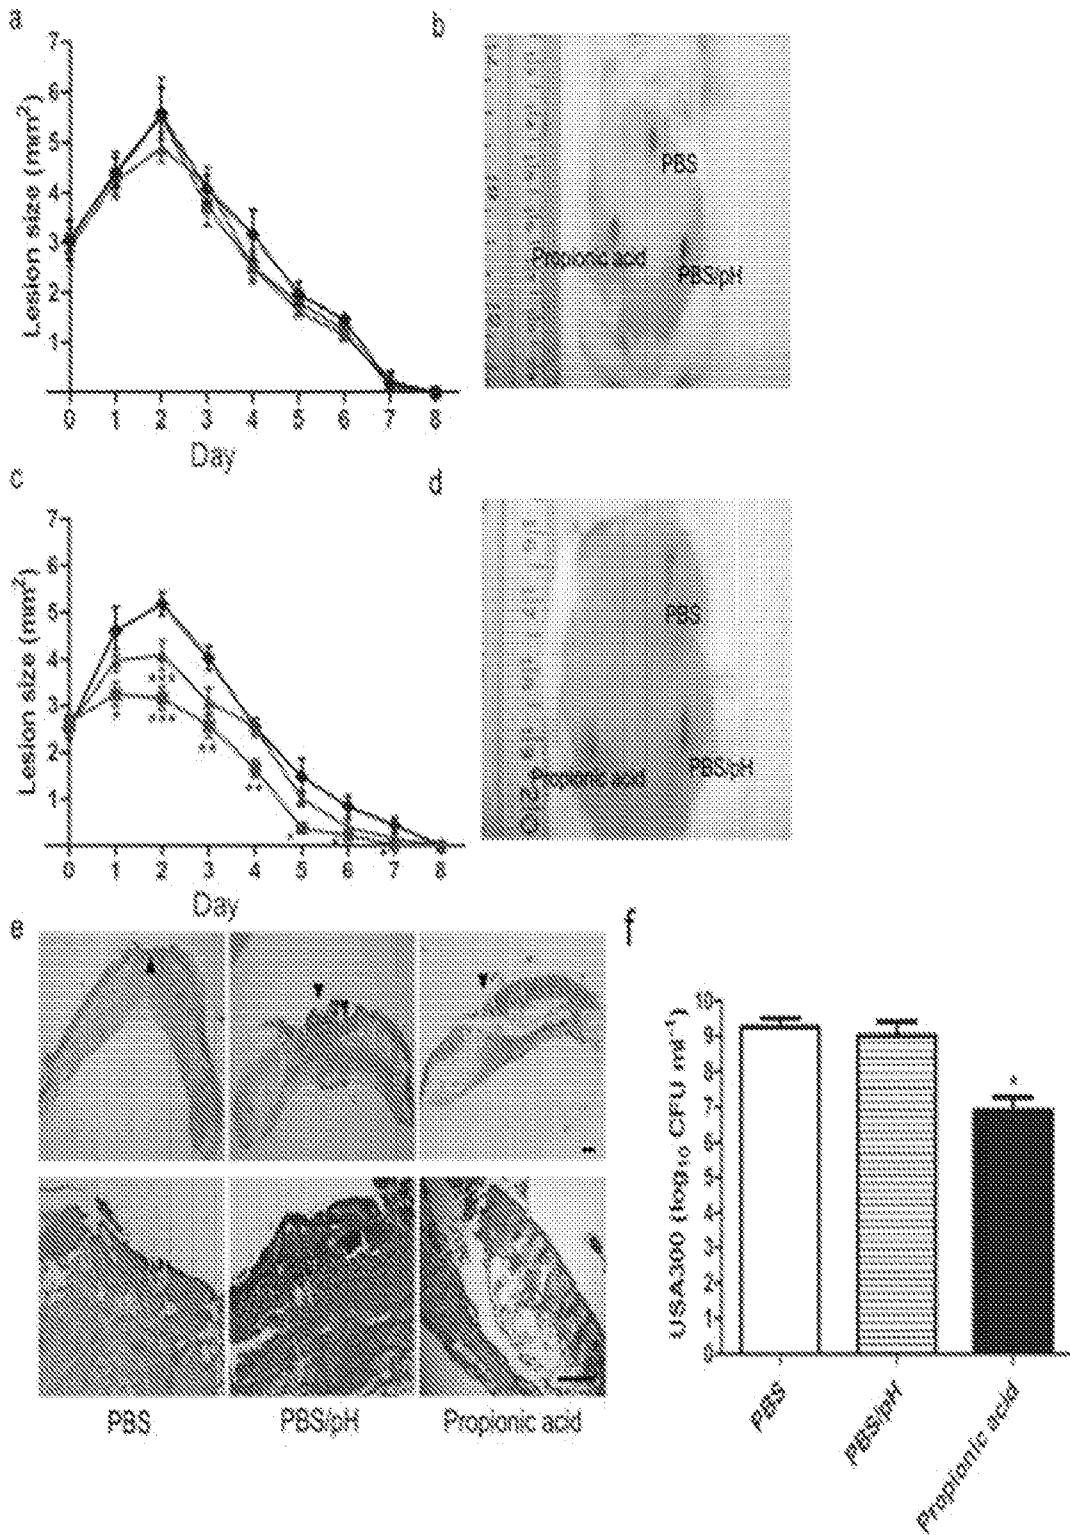 a
b
7
6
5
4
3
2
1
Lesion size (mm²)
0 1 2 3 4 5 6 7 8
Day
PBS
Propionic acid
PBS/pH
c
d
7
6
5
4
3
2
1
Lesion size (mm²)
0 1 2 3 4 5 6 7 8
Day
PBS
Propionic acid
PBS/pH
e
f
PBS
PBS/pH
Propionic acid
10
9
8
7
6
5
4
3
2
1
0
USA300 (log₁₀ CFU ml⁻¹)
*
PBS
PBS/pH
Propionic acid